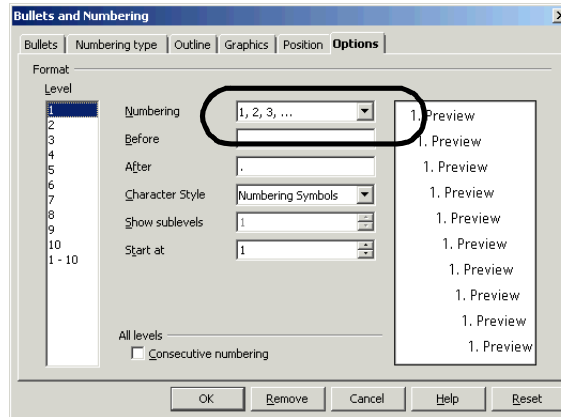 Bullets and Numbering
Bullets Numbering type Outline Graphics Position Options
Format
Level
1
2
3
4
5
6
7
8
9
10
1 - 10
Numbering 1, 2, 3, ...
Before
After .
Character Style Numbering Symbols
Show sublevels 1
Start at 1
All levels
Consecutive numbering
1. Preview
1. Preview
1. Preview
1. Preview
1. Preview
1. Preview
1. Preview
1. Preview
1. Preview
1. Preview
OK Remove Cancel Help Reset